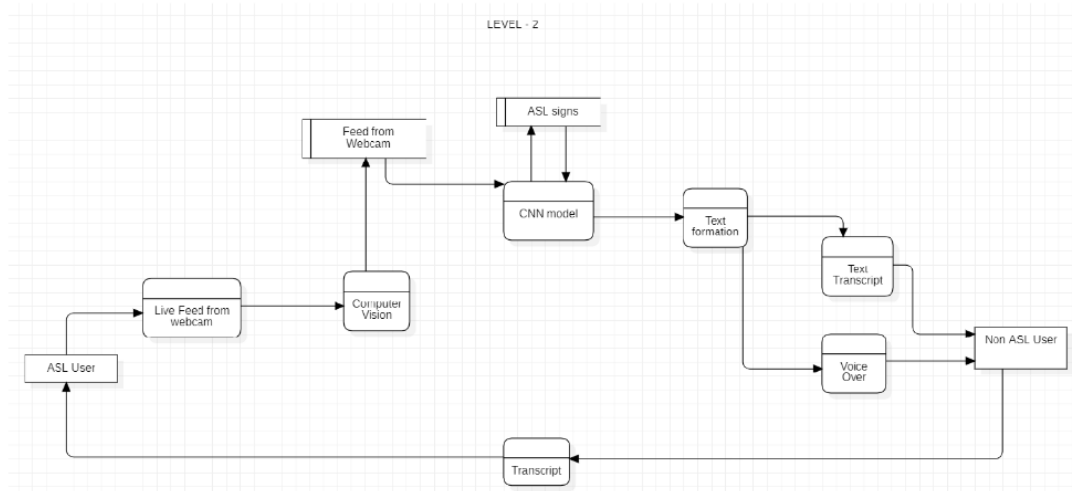 LEVEL - 2
ASL signs
Feed from
Webcam
CNN model
Text
formation
Text
Transcript
Computer
Vision
Live Feed from
webcam
Non ASL User
ASL User
Voice
Over
Transcript